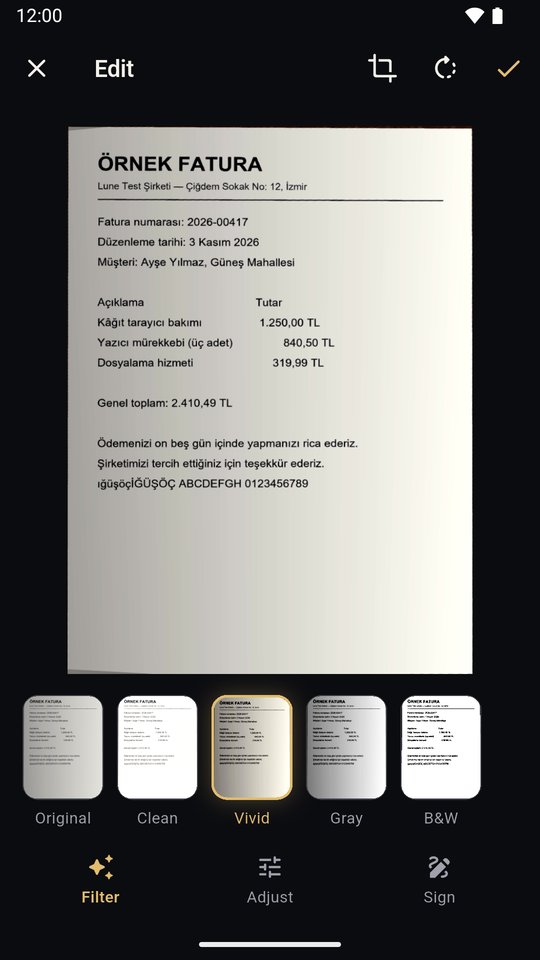 12:00
Edit
ÖRNEK FATURA
Lune Test Şirketi — Çiğdem Sokak No: 12, İzmir
Fatura numarası: 2026-00417
Düzenleme tarihi: 3 Kasım 2026
Müşteri: Ayşe Yılmaz, Güneş Mahallesi
Açıklama Tutar
Kâğıt tarayıcı bakımı 1.250,00 TL
Yazıcı mürekkebi (üç adet) 840,50 TL
Dosyalama hizmeti 319,99 TL
Genel toplam: 2.410,49 TL
Ödemenizi on beş gün içinde yapmanızı rica ederiz.
Şirketimizi tercih ettiğiniz için teşekkür ederiz.
ığüşöçİĞÜŞÖÇ ABCDEFGH 0123456789
Original Clean Vivid Gray B&W
Filter Adjust Sign